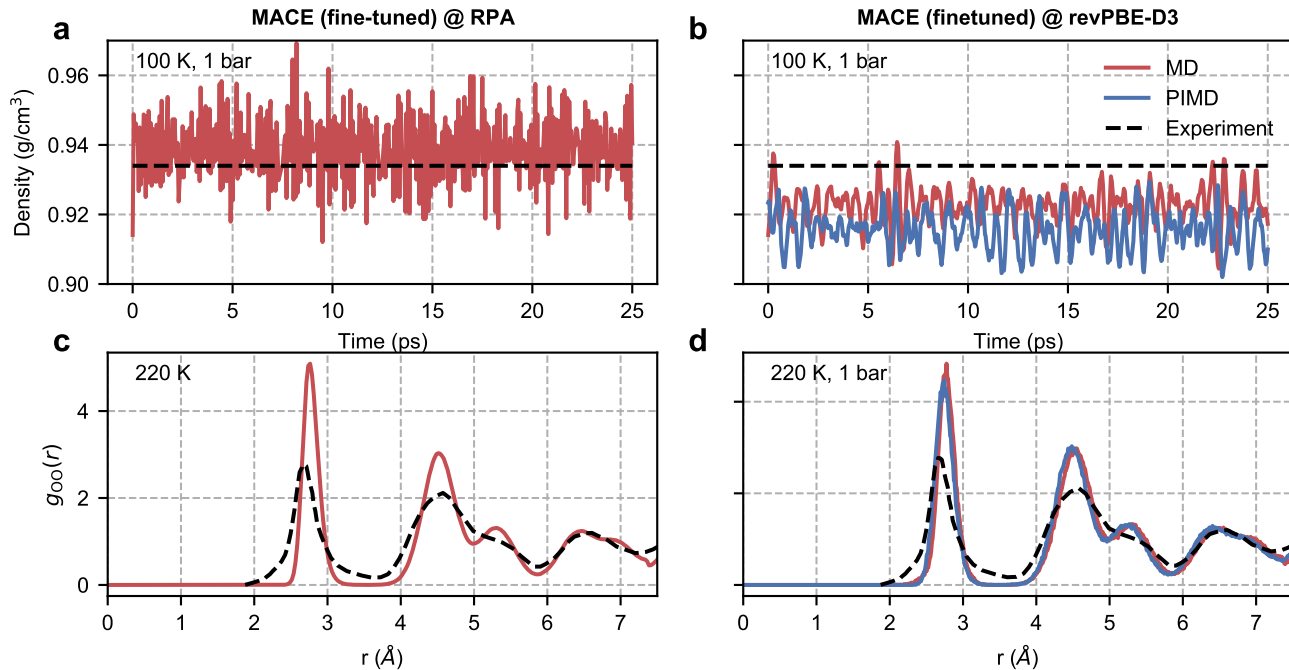 MACE (fine-tuned) @ RPA
MACE (finetuned) @ revPBE-D3
a
b
100 K, 1 bar
100 K, 1 bar
MD
PIMD
Experiment
Density (g/cm³)
0.96
0.94
0.92
0.90
0 5 10 15 20 25
0 5 10 15 20 25
Time (ps)
Time (ps)
c
d
220 K
220 K, 1 bar
g_OO(r)
4
2
0
0 1 2 3 4 5 6 7
0 1 2 3 4 5 6 7
r (Å)
r (Å)